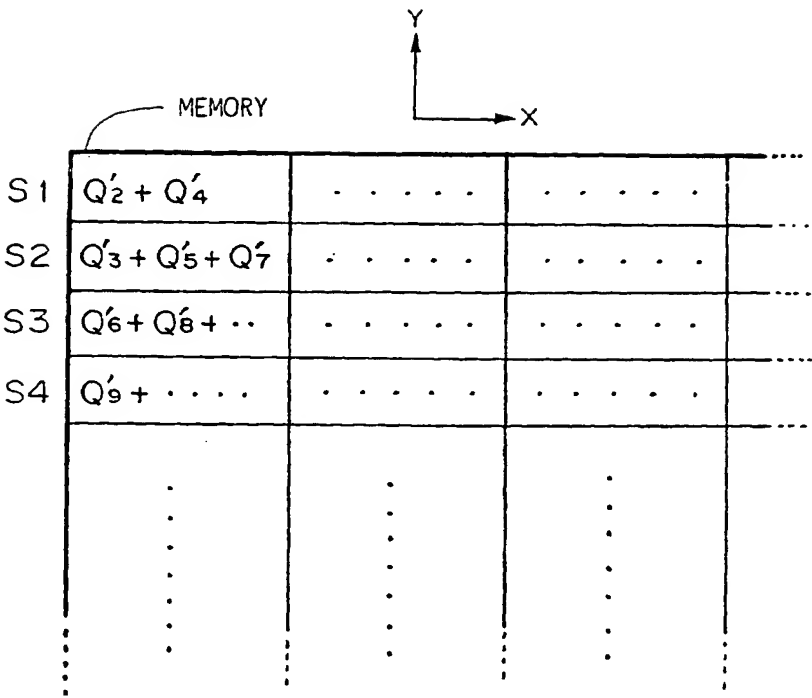 Y
X
MEMORY
S1 Q'2 + Q'4 ..... .....
S2 Q'3 + Q'5 + Q'7 ..... .....
S3 Q'6 + Q'8 + ·· ..... .....
S4 Q'9 + ···· ..... .....